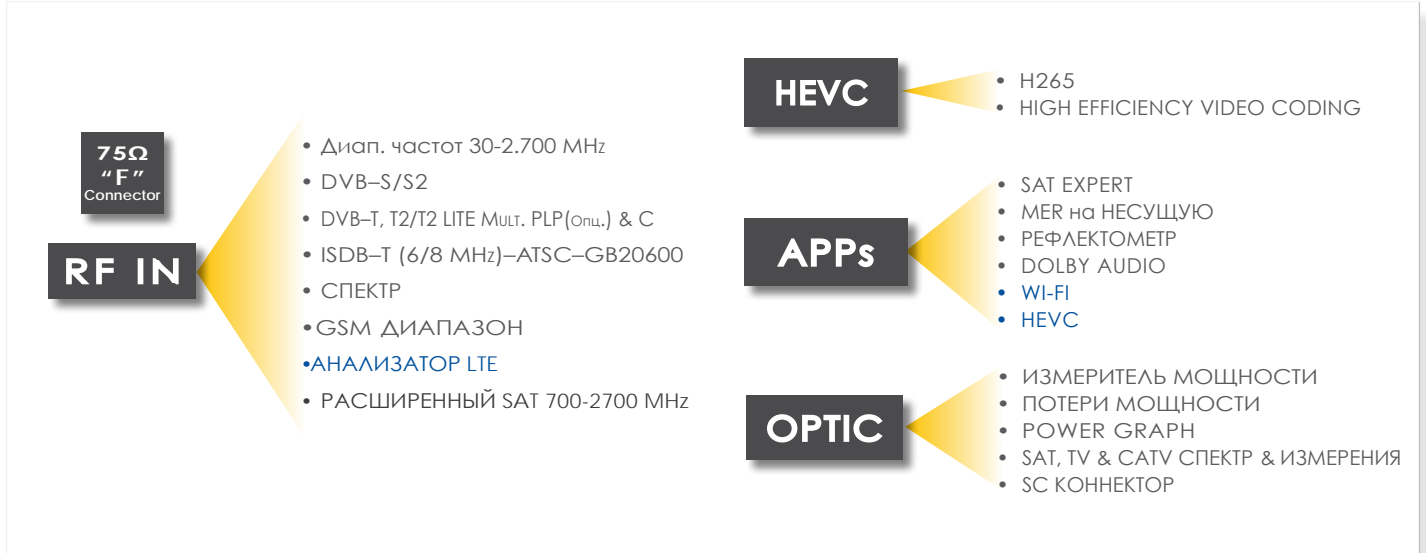 75Ω
“F”
Connector
RF IN
• Диап. частот 30-2.700 MHz
• DVB–S/S2
• DVB–T, T2/T2 LITE Mult. PLP(Опц.) & C
• ISDB–T (6/8 MHz)–ATSC–GB20600
• СПЕКТР
•GSM ДИАПАЗОН
•АНАЛИЗАТОР LTE
• РАСШИРЕННЫЙ SAT 700-2700 MHz
HEVC
• H265
• HIGH EFFICIENCY VIDEO CODING
APPs
• SAT EXPERT
• MER на НЕСУЩУЮ
• РЕФЛЕКТОМЕТР
• DOLBY AUDIO
• WI-FI
• HEVC
OPTIC
• ИЗМЕРИТЕЛЬ МОЩНОСТИ
• ПОТЕРИ МОЩНОСТИ
• POWER GRAPH
• SAT, TV & CATV СПЕКТР & ИЗМЕРЕНИЯ
• SC КОННЕКТОР